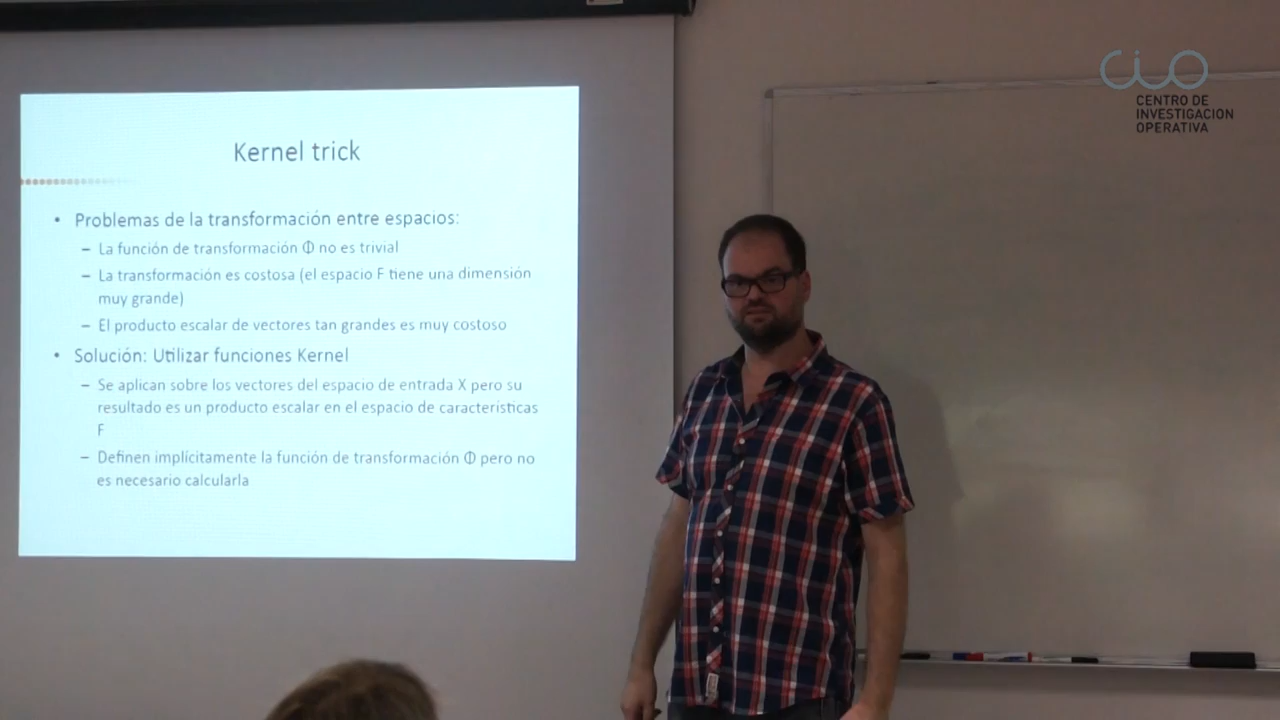 Kernel trick
• Problemas de la transformación entre espacios:
– La función de transformación Φ no es trivial
– La transformación es costosa (el espacio F tiene una dimensión
muy grande)
– El producto escalar de vectores tan grandes es muy costoso
• Solución: Utilizar funciones Kernel
– Se aplican sobre los vectores del espacio de entrada X pero su
resultado es un producto escalar en el espacio de características
F
– Definen implícitamente la función de transformación Φ pero no
es necesario calcularla
cio
CENTRO DE
INVESTIGACION
OPERATIVA